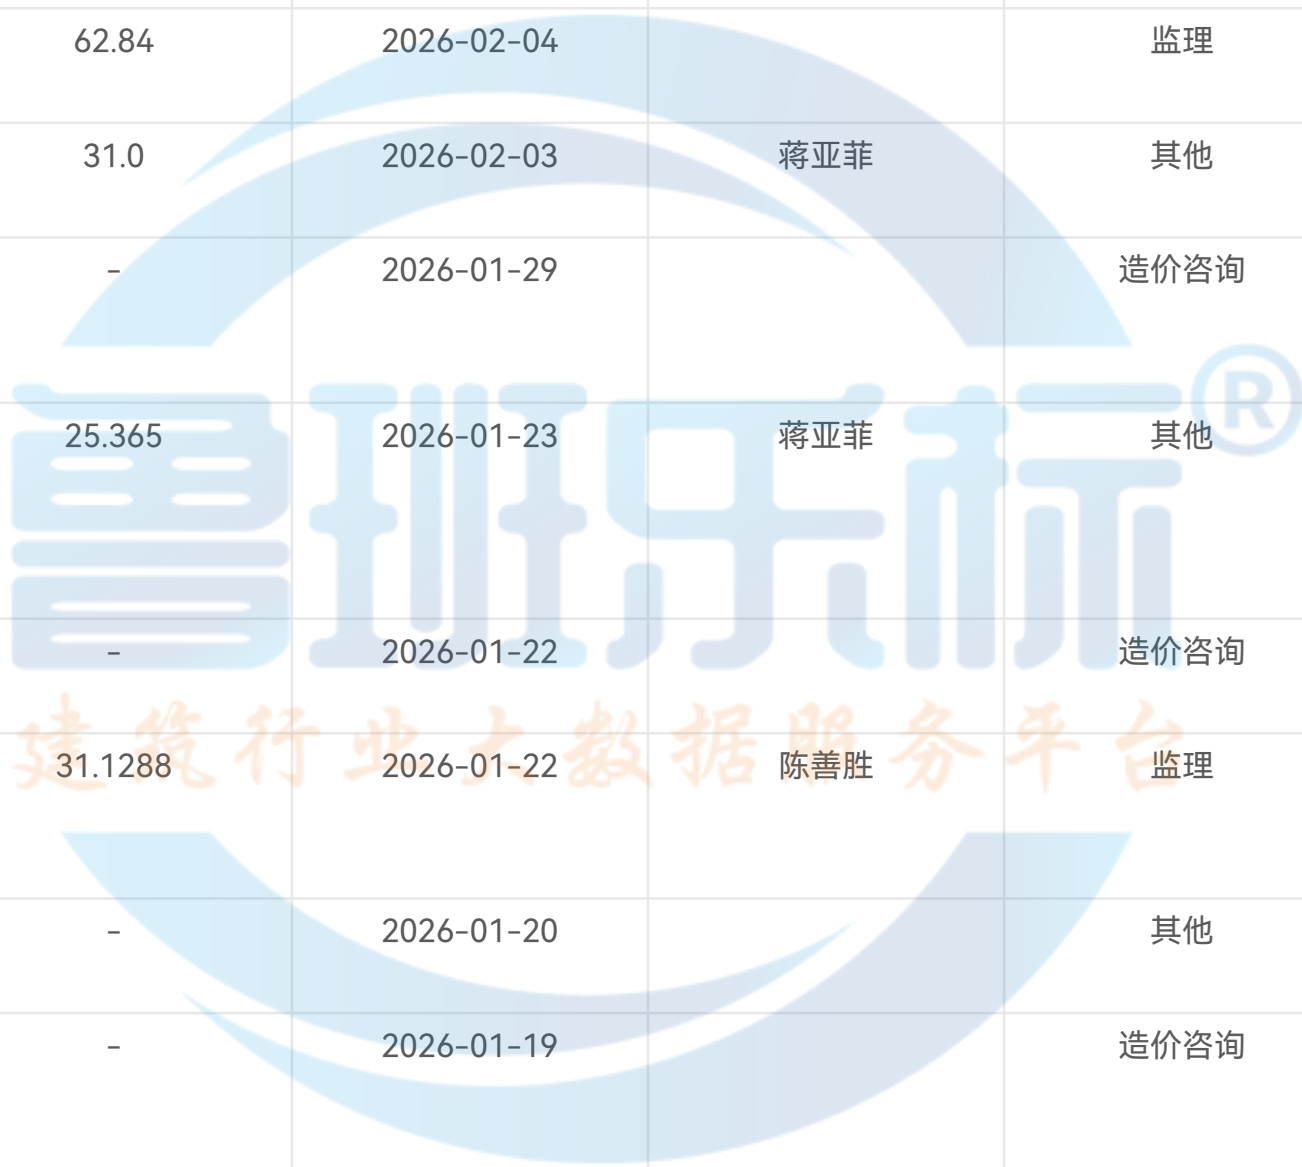 62.84 2026-02-04 监理
31.0 2026-02-03 蒋亚菲 其他
- 2026-01-29 造价咨询
鲁班乐标®
25.365 2026-01-23 蒋亚菲 其他
- 2026-01-22 造价咨询
建筑行业大数据服务平台
31.1288 2026-01-22 陈善胜 监理
- 2026-01-20 其他
- 2026-01-19 造价咨询